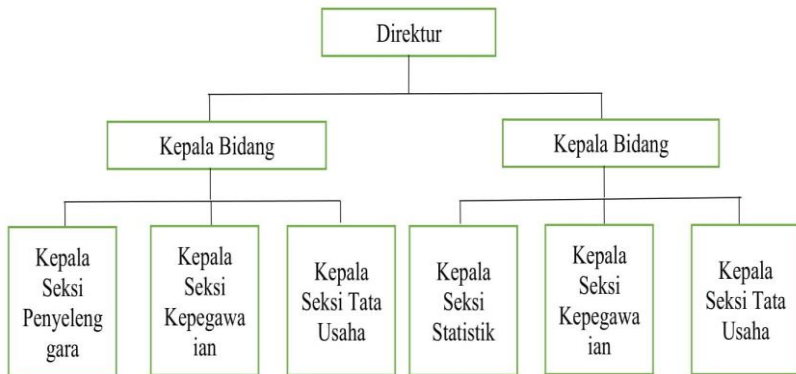 Direktur
Kepala Bidang
Kepala Bidang
Kepala
Seksi
Penyeleng
gara
Kepala
Seksi
Kepegawa
ian
Kepala
Seksi Tata
Usaha
Kepala
Seksi
Statistik
Kepala
Seksi
Kepegawa
ian
Kepala
Seksi Tata
Usaha